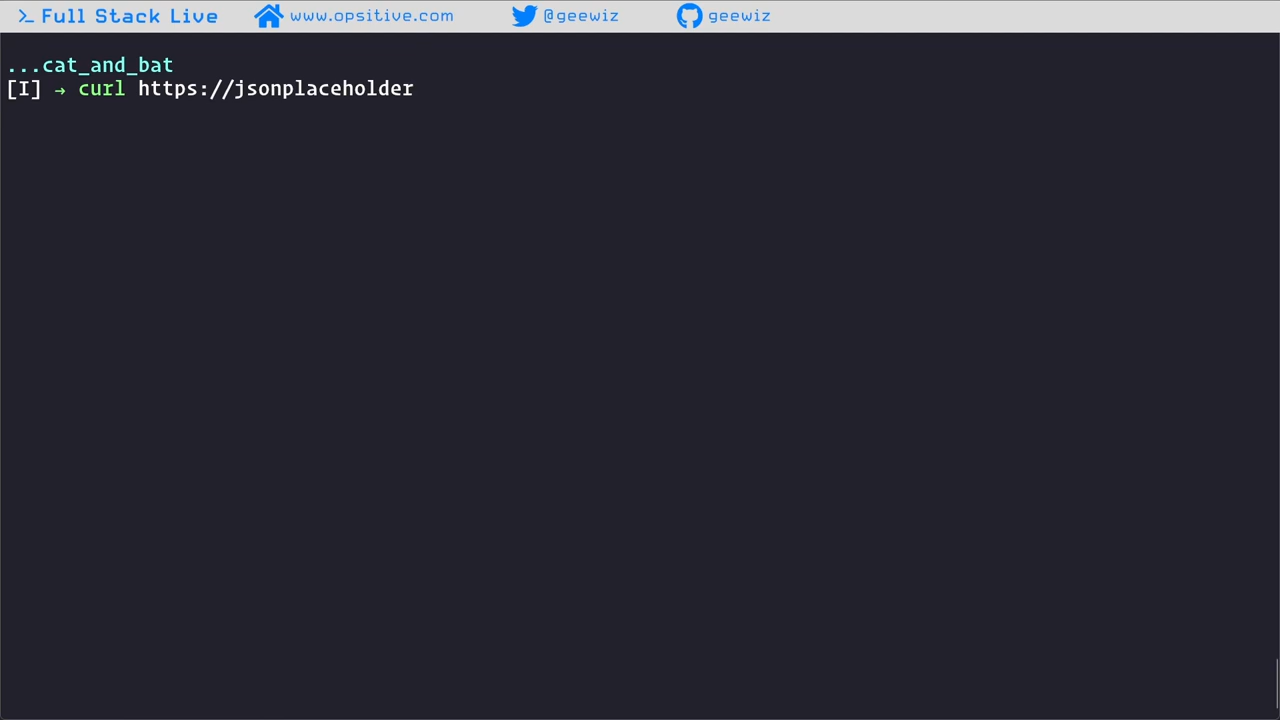 >_ Full Stack Live www.opsitive.com @geewiz geewiz
...cat_and_bat
[I] → curl https://jsonplaceholder